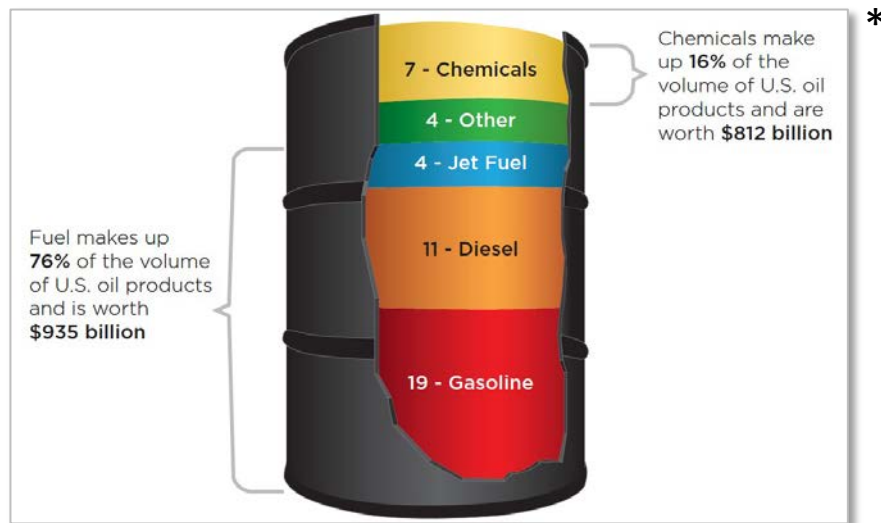 *
Chemicals make
up 16% of the
volume of U.S. oil
products and are
worth $812 billion
7 - Chemicals
4 - Other
4 - Jet Fuel
11 - Diesel
19 - Gasoline
Fuel makes up
76% of the volume
of U.S. oil products
and is worth
$935 billion